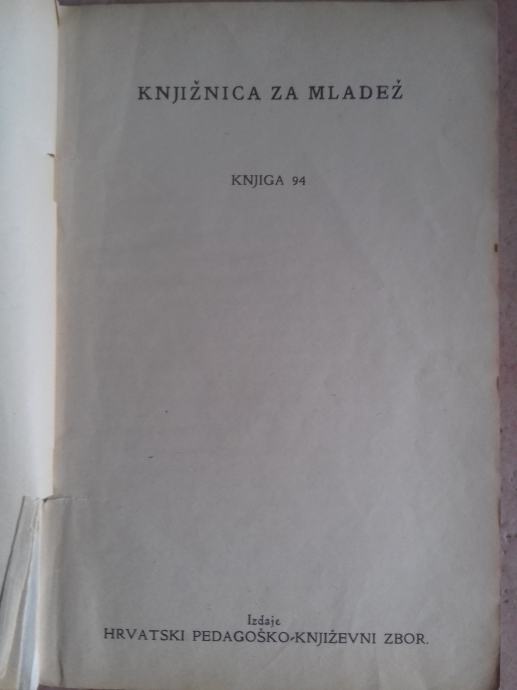 KNJIŽNICA ZA MLADEŽ
KNJIGA 94
Izdaje
HRVATSKI PEDAGOŠKO-KNJIŽEVNI ZBOR.